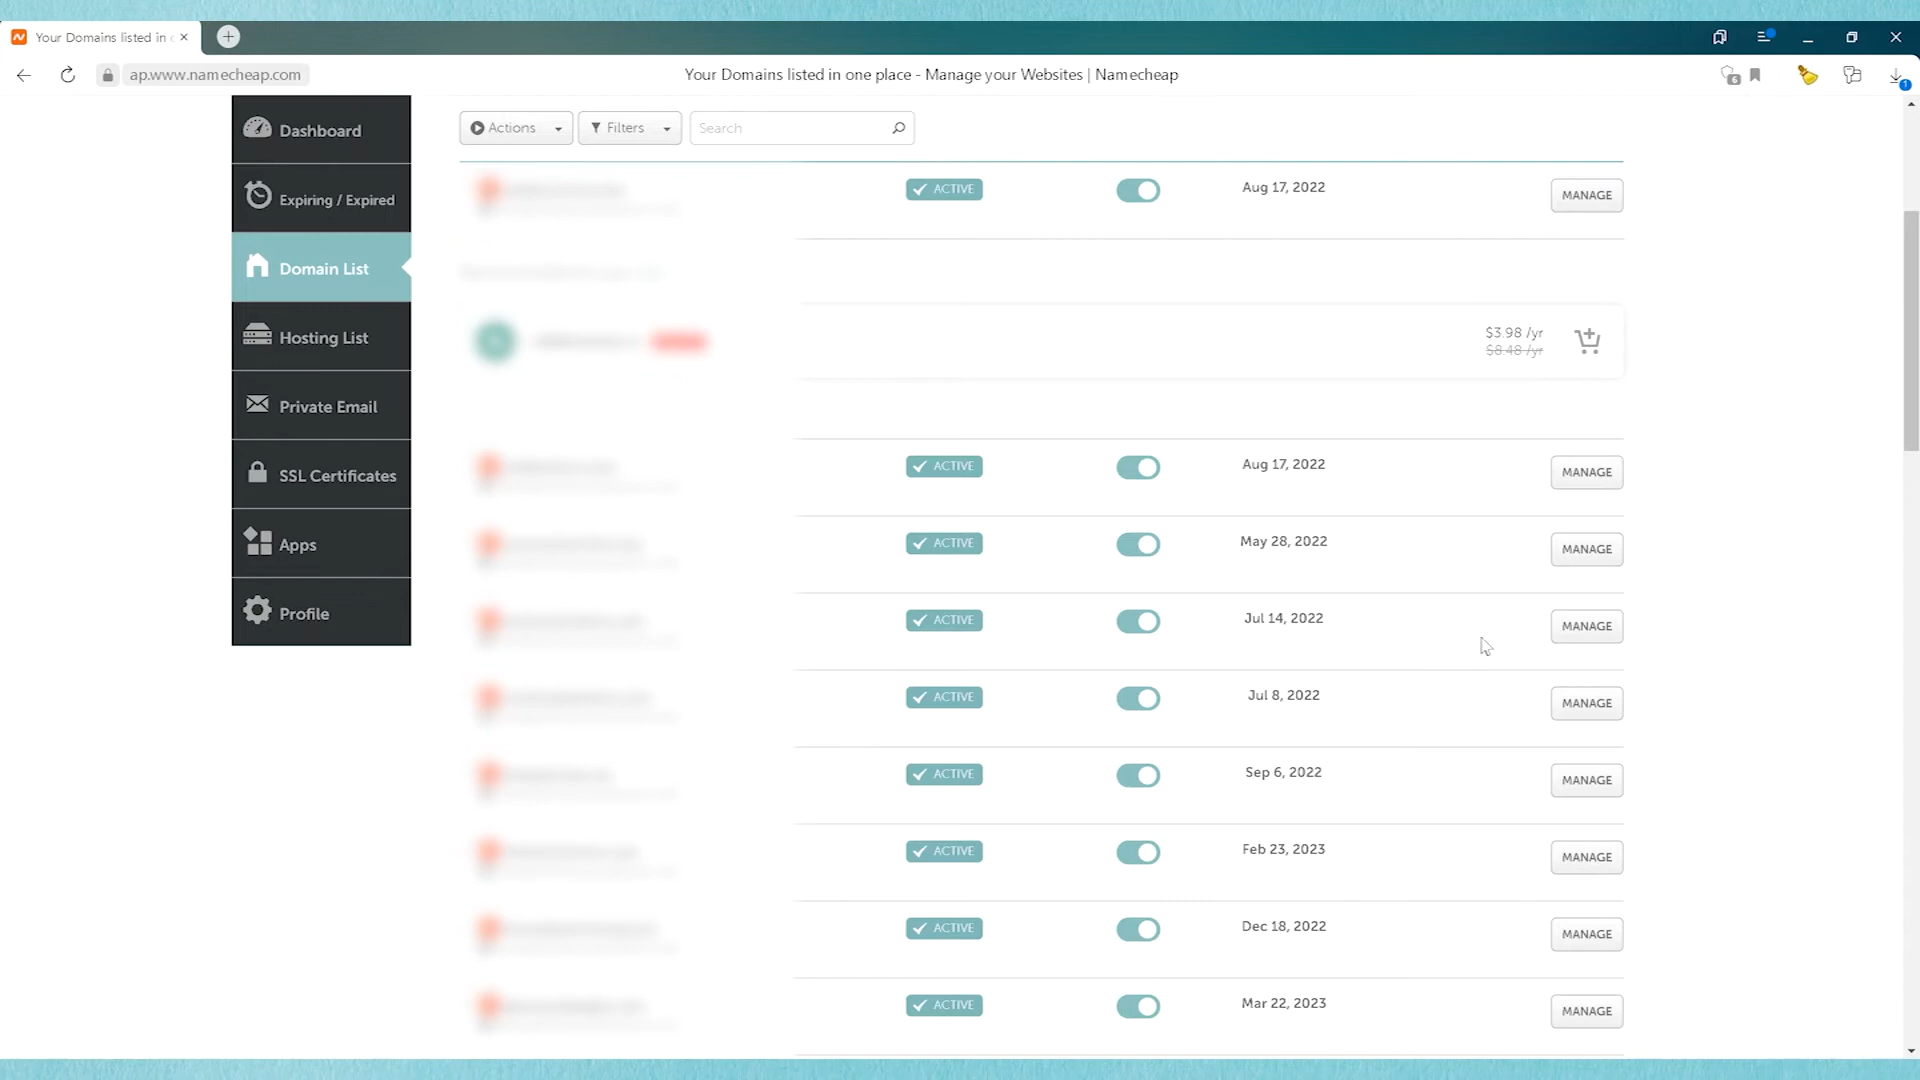 Your Domains listed in
ap.www.namecheap.com
Your Domains listed in one place - Manage your Websites | Namecheap
6
1
Dashboard
Expiring / Expired
Domain List
Hosting List
Private Email
SSL Certificates
Apps
Profile
Actions
Filters
Search
ACTIVE
Aug 17, 2022
MANAGE
$3.98 /yr
$8.48 /yr
ACTIVE
Aug 17, 2022
MANAGE
ACTIVE
May 28, 2022
MANAGE
ACTIVE
Jul 14, 2022
MANAGE
ACTIVE
Jul 8, 2022
MANAGE
ACTIVE
Sep 6, 2022
MANAGE
ACTIVE
Feb 23, 2023
MANAGE
ACTIVE
Dec 18, 2022
MANAGE
ACTIVE
Mar 22, 2023
MANAGE